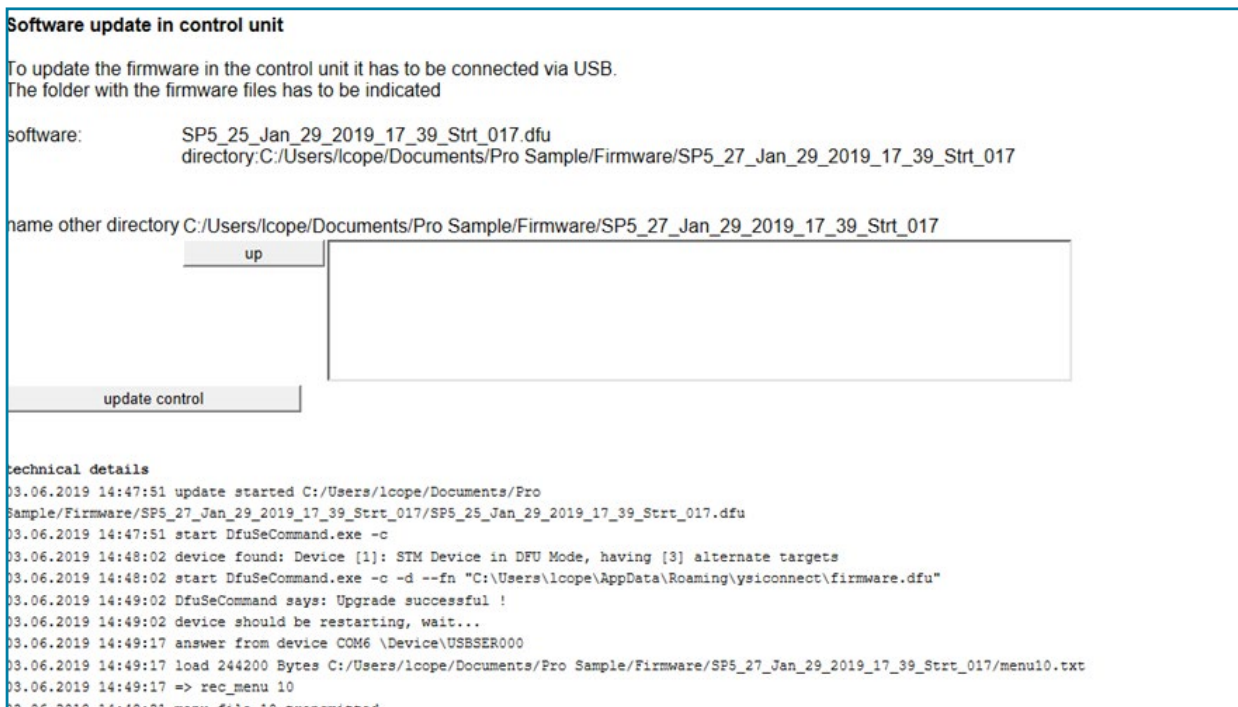 Software update in control unit
To update the firmware in the control unit it has to be connected via USB.
The folder with the firmware files has to be indicated
software: SP5_25_Jan_29_2019_17_39_Strt_017.dfu
directory:C:/Users/lcope/Documents/Pro Sample/Firmware/SP5_27_Jan_29_2019_17_39_Strt_017
name other directory C:/Users/lcope/Documents/Pro Sample/Firmware/SP5_27_Jan_29_2019_17_39_Strt_017
up
update control
technical details
03.06.2019 14:47:51 update started C:/Users/lcope/Documents/Pro
Sample/Firmware/SP5_27_Jan_29_2019_17_39_Strt_017/SP5_25_Jan_29_2019_17_39_Strt_017.dfu
03.06.2019 14:47:51 start DfuSeCommand.exe -c
03.06.2019 14:48:02 device found: Device [1]: STM Device in DFU Mode, having [3] alternate targets
03.06.2019 14:48:02 start DfuSeCommand.exe -c -d --fn "C:\Users\lcope\AppData\Roaming\ysiconnect\firmware.dfu"
03.06.2019 14:49:02 DfuSeCommand says: Upgrade successful !
03.06.2019 14:49:02 device should be restarting, wait...
03.06.2019 14:49:17 answer from device COM6 \Device\USBSER000
03.06.2019 14:49:17 load 244200 Bytes C:/Users/lcope/Documents/Pro Sample/Firmware/SP5_27_Jan_29_2019_17_39_Strt_017/menu10.txt
03.06.2019 14:49:17 => rec_menu 10